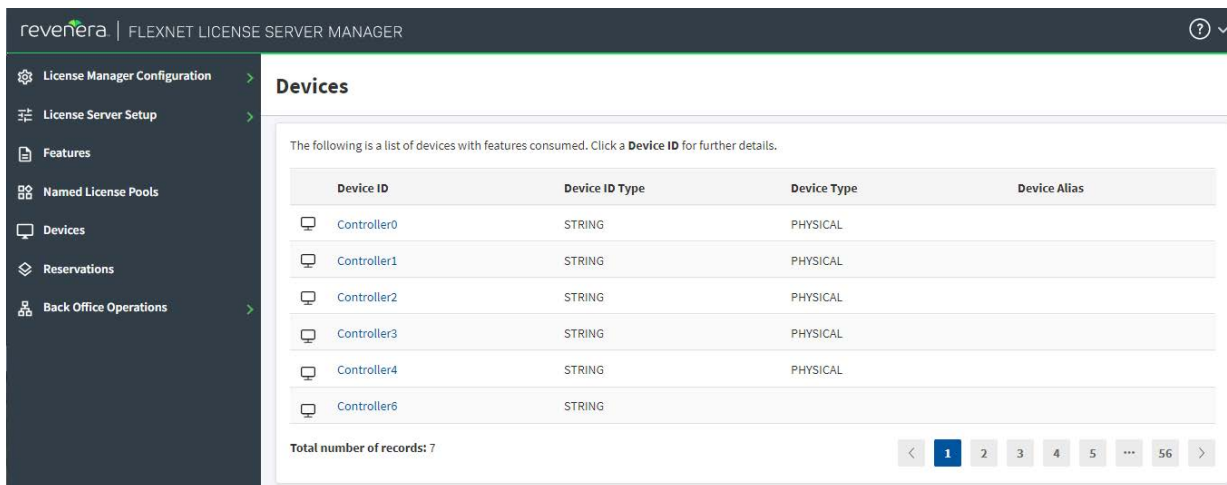 revenera. | FLEXNET LICENSE SERVER MANAGER
License Manager Configuration
License Server Setup
Features
Named License Pools
Devices
Reservations
Back Office Operations
Devices
The following is a list of devices with features consumed. Click a Device ID for further details.
Device ID Device ID Type Device Type Device Alias
Controller0 STRING PHYSICAL
Controller1 STRING PHYSICAL
Controller2 STRING PHYSICAL
Controller3 STRING PHYSICAL
Controller4 STRING PHYSICAL
Controller6 STRING
Total number of records: 7
< 1 2 3 4 5 ... 56 >